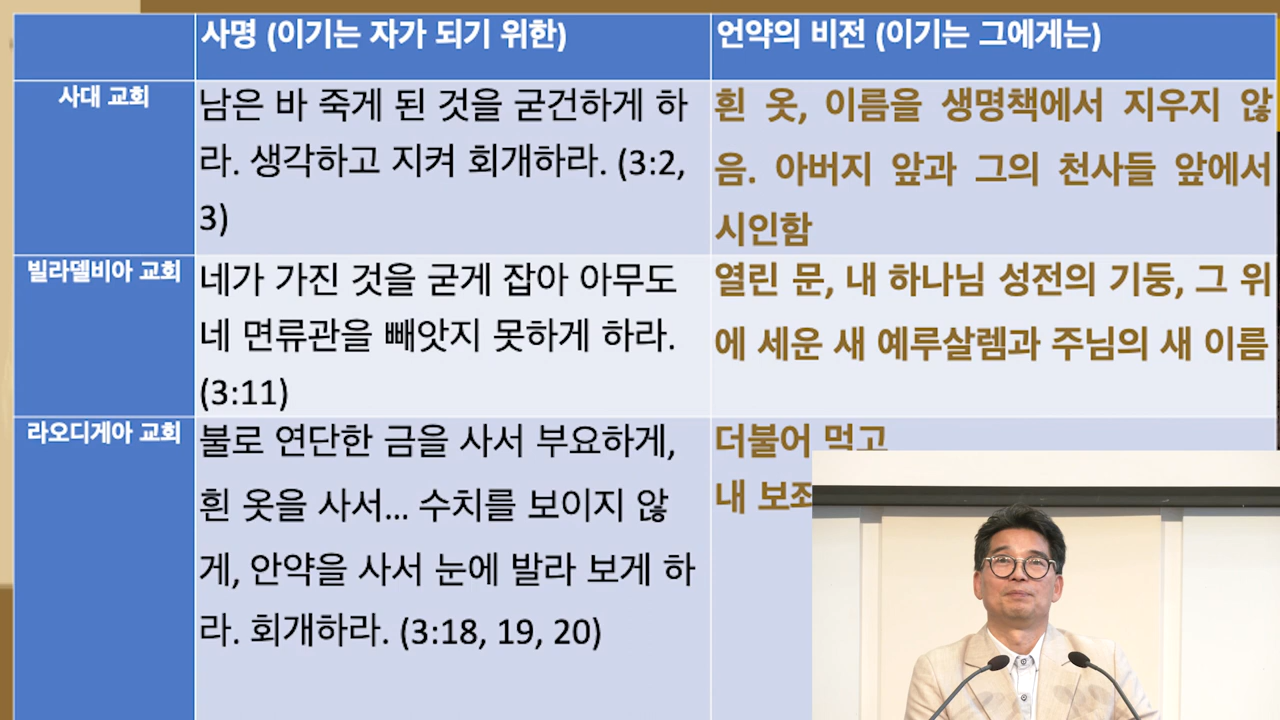 사명 (이기는 자가 되기 위한)
언약의 비전 (이기는 그에게는)
사대 교회
남은 바 죽게 된 것을 굳건하게 하
라. 생각하고 지켜 회개하라. (3:2,
3)
흰 옷, 이름을 생명책에서 지우지 않
음. 아버지 앞과 그의 천사들 앞에서
시인함
빌라델비아 교회
네가 가진 것을 굳게 잡아 아무도
네 면류관을 빼앗지 못하게 하라.
(3:11)
열린 문, 내 하나님 성전의 기둥, 그 위
에 세운 새 예루살렘과 주님의 새 이름
라오디게아 교회
불로 연단한 금을 사서 부요하게,
흰 옷을 사서... 수치를 보이지 않
게, 안약을 사서 눈에 발라 보게 하
라. 회개하라. (3:18, 19, 20)
더불어 먹고
내 보좌